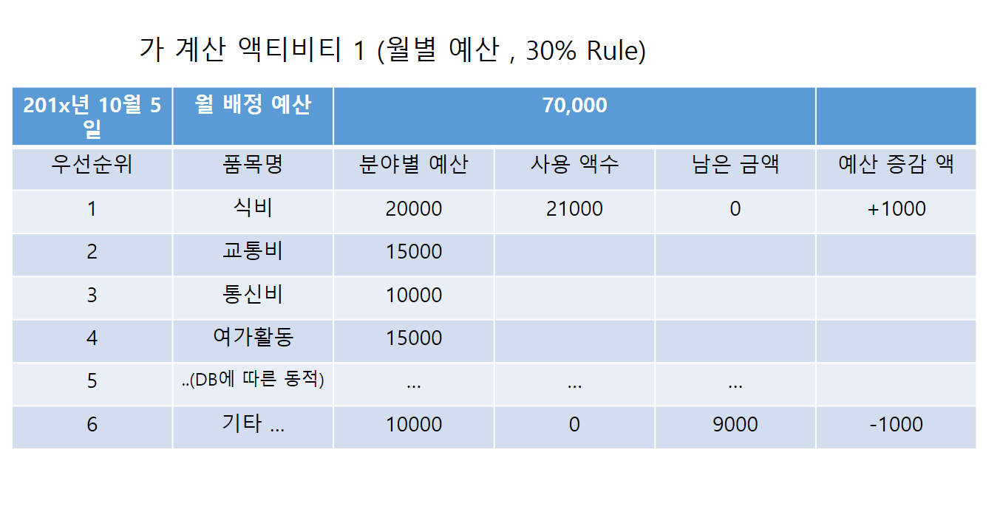 가 계산 액티비티 1 (월별 예산 , 30% Rule)
201x년 10월 5
일
월 배정 예산
70,000
우선순위 품목명 분야별 예산 사용 액수 남은 금액 예산 증감 액
1 식비 20000 21000 0 +1000
2 교통비 15000
3 통신비 10000
4 여가활동 15000
5 ..(DB에 따른 동적) … … …
6 기타 … 10000 0 9000 -1000